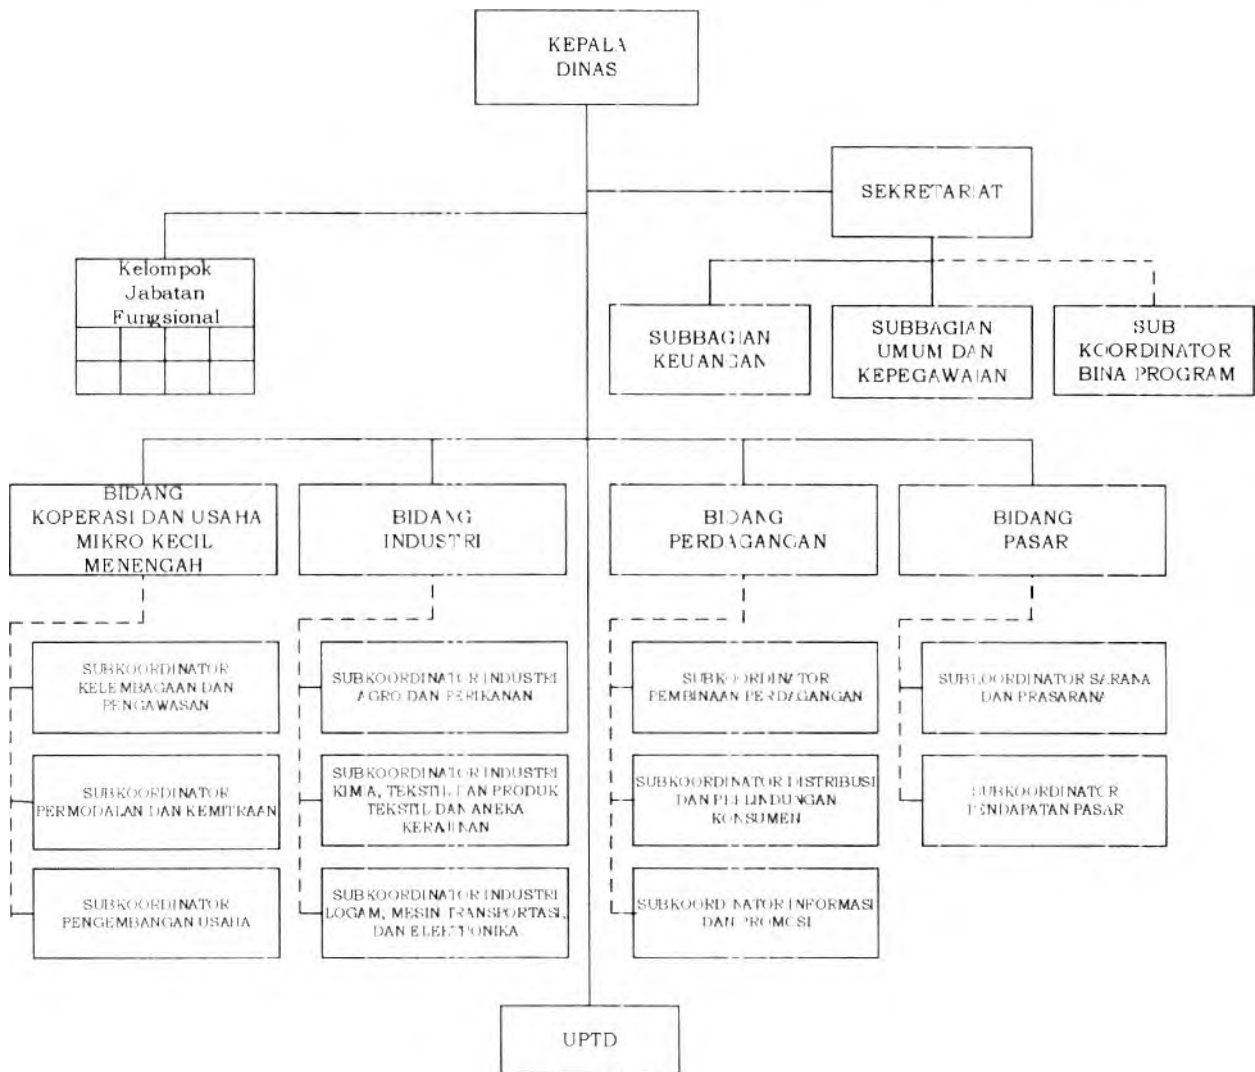 KEPALA
DINAS
SEKRETARIAT
Kelompok
Jabatan
Fungsional
SUBBAGIAN
KEUANGAN
SUBBAGIAN
UMUM DAN
KEPEGAWAIAN
SUB
KOORDINATOR
BINA PROGRAM
BIDANG
KOPERASI DAN USAHA
MIKRO KECIL
MENENGAH
BIDANG
INDUSTRI
BIDANG
PERDAGANGAN
BIDANG
PASAR
SUBKOORDINATOR
KELEMBAGAAN DAN
PENGAWASAN
SUBKOORDINATOR INDUSTRI
AGRO DAN PERIKANAN
SUBKOORDINATOR
PEMBINAAN PERDAGANGAN
SUBKOORDINATOR SARANA
DAN PRASARANA
SUBKOORDINATOR
PERMODALAN DAN KEMITRAAN
SUBKOORDINATOR INDUSTRI
KIMIA, TEKSTIL DAN PRODUK
TEKSTIL DAN ANEKA
KERAJINAN
SUBKOORDINATOR DISTRIBUSI
DAN PERLINDUNGAN
KONSUMEN
SUBKOORDINATOR
PENDAPATAN PASAR
SUBKOORDINATOR
PENGEMBANGAN USAHA
SUBKOORDINATOR INDUSTRI
LOGAM, MESIN TRANSPORTASI,
DAN ELEKTRONIKA
SUBKOORDINATOR INFORMASI
DAN PROMOSI
UPTD